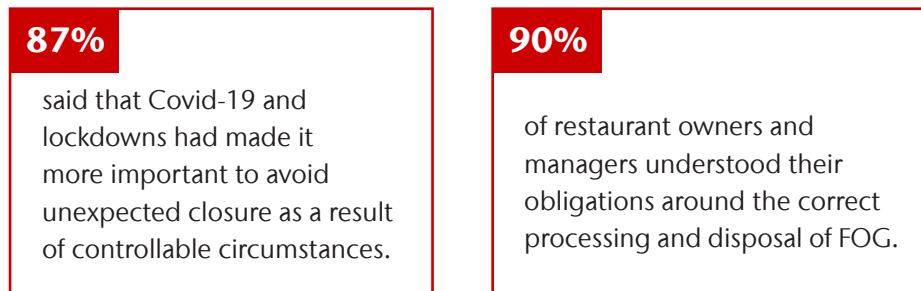 87%
said that Covid-19 and
lockdowns had made it
more important to avoid
unexpected closure as a result
of controllable circumstances.
90%
of restaurant owners and
managers understood their
obligations around the correct
processing and disposal of FOG.